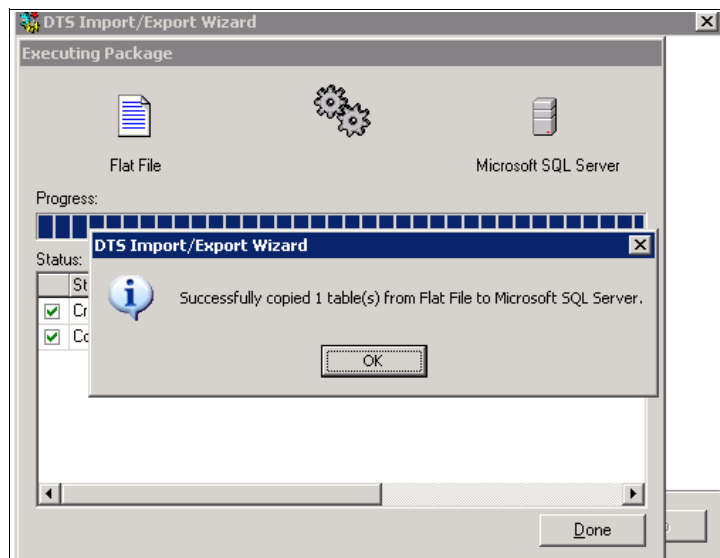 DTS Import/Export Wizard
Executing Package
Flat File
Microsoft SQL Server
Progress:
Status:
DTS Import/Export Wizard
Successfully copied 1 table(s) from Flat File to Microsoft SQL Server.
OK
Done